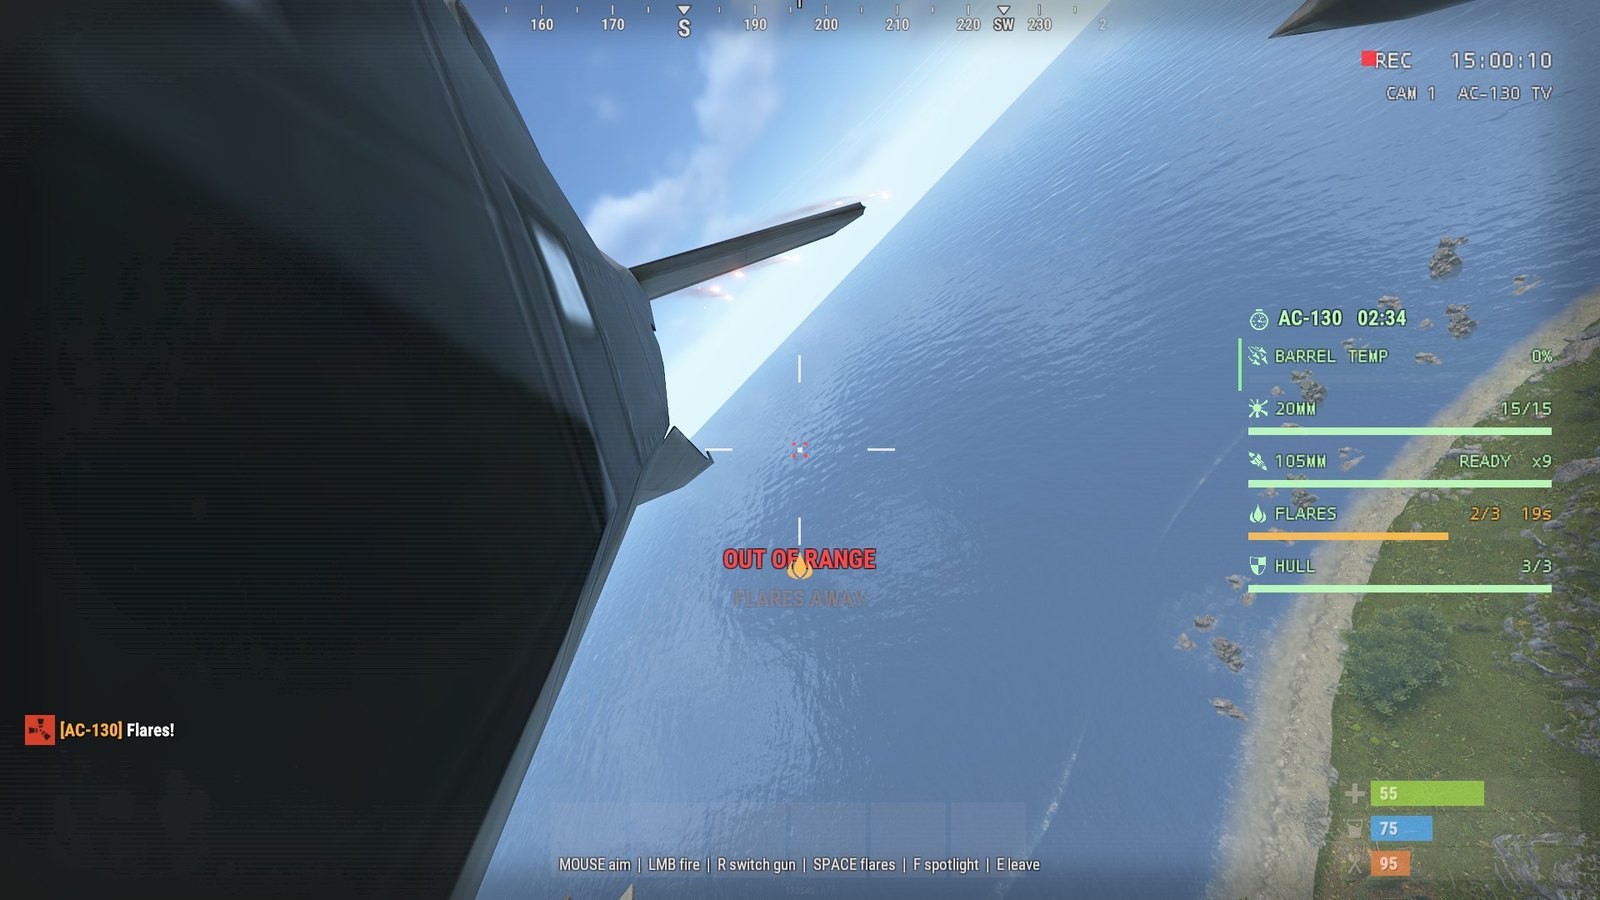 160 170 S 190 200 210 220 SW 230 2
REC 15:00:10
CAM 1 AC-130 TV
AC-130 02:34
BARREL TEMP 0%
20MM 15/15
105MM READY x9
FLARES 2/3 19s
HULL 3/3
OUT OF RANGE
FLARES AWAY
[AC-130] Flares!
55
75
95
MOUSE aim | LMB fire | R switch gun | SPACE flares | F spotlight | E leave